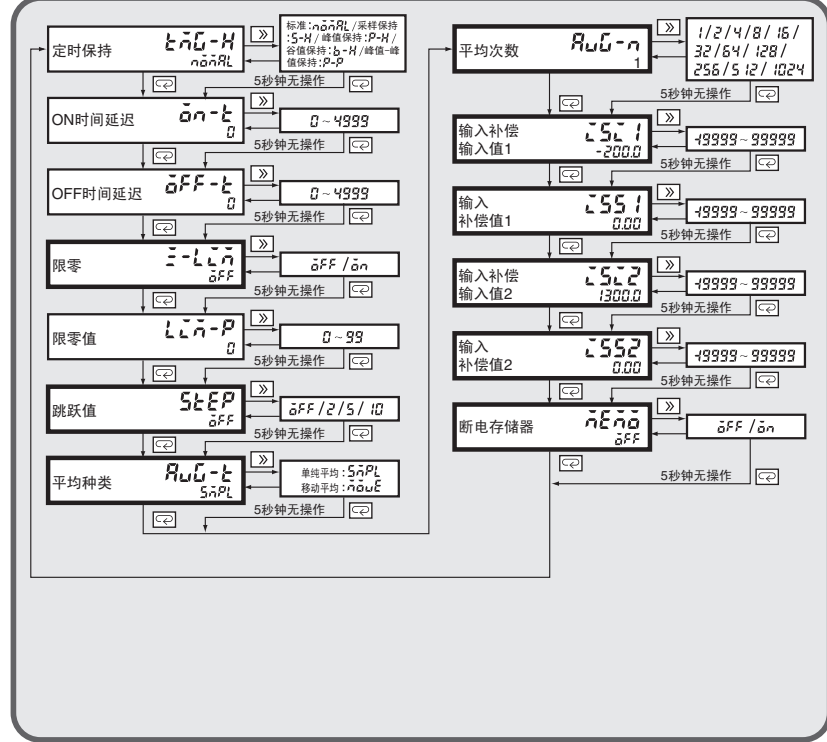 定时保持
tmG-H
nomAL
标准:nomAL/采样保持
:S-H/峰值保持:P-H/
谷值保持:b-H/峰值-峰
值保持:P-P
5秒钟无操作
ON时间延迟
on-t
0
0~4999
5秒钟无操作
OFF时间延迟
oFF-t
0
0~4999
5秒钟无操作
限零
oFF
oFF/on
5秒钟无操作
限零值
Lim-P
0
0~99
5秒钟无操作
跳跃值
StEP
oFF
oFF/2/5/10
5秒钟无操作
平均种类
AvG-t
SmPL
单纯平均:SmPL
移动平均:movE
5秒钟无操作
平均次数
AvG-n
1
1/2/4/8/16/
32/64/128/
256/512/1024
5秒钟无操作
输入补偿
输入值1
iSi1
-200.0
-19999~99999
5秒钟无操作
输入
补偿值1
iSS1
0.00
-19999~99999
5秒钟无操作
输入补偿
输入值2
iSi2
1300.0
-19999~99999
5秒钟无操作
输入
补偿值2
iSS2
0.00
-19999~99999
5秒钟无操作
断电存储器
mEmo
oFF
oFF/on
5秒钟无操作